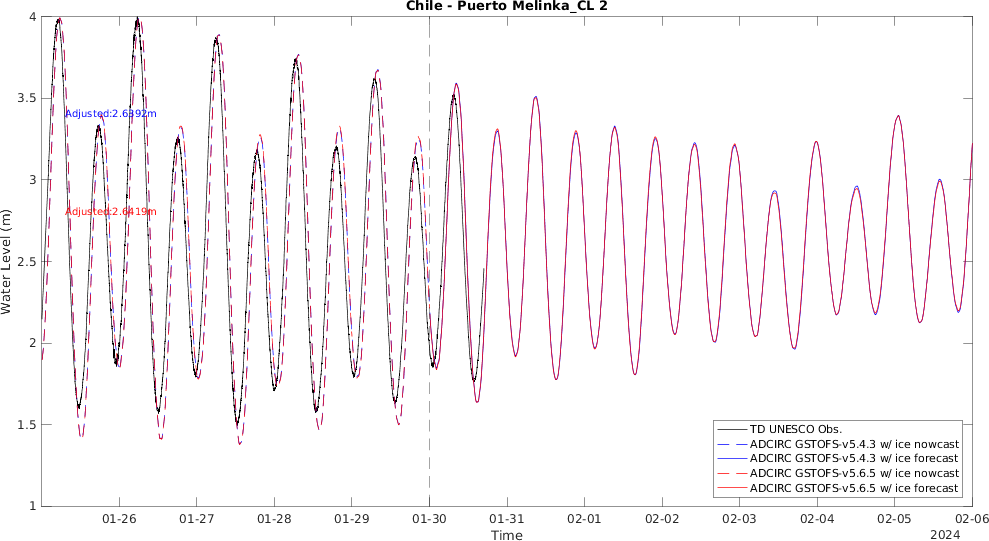 Chile - Puerto Melinka_CL 2
4
3.5
3
2.5
2
1.5
1
Water Level (m)
Adjusted:2.6392m
Adjusted:2.6419m
TD UNESCO Obs.
ADCIRC GSTOFS-v5.4.3 w/ ice nowcast
ADCIRC GSTOFS-v5.4.3 w/ ice forecast
ADCIRC GSTOFS-v5.6.5 w/ ice nowcast
ADCIRC GSTOFS-v5.6.5 w/ ice forecast
01-26 01-27 01-28 01-29 01-30 01-31 02-01 02-02 02-03 02-04 02-05 02-06
Time
2024